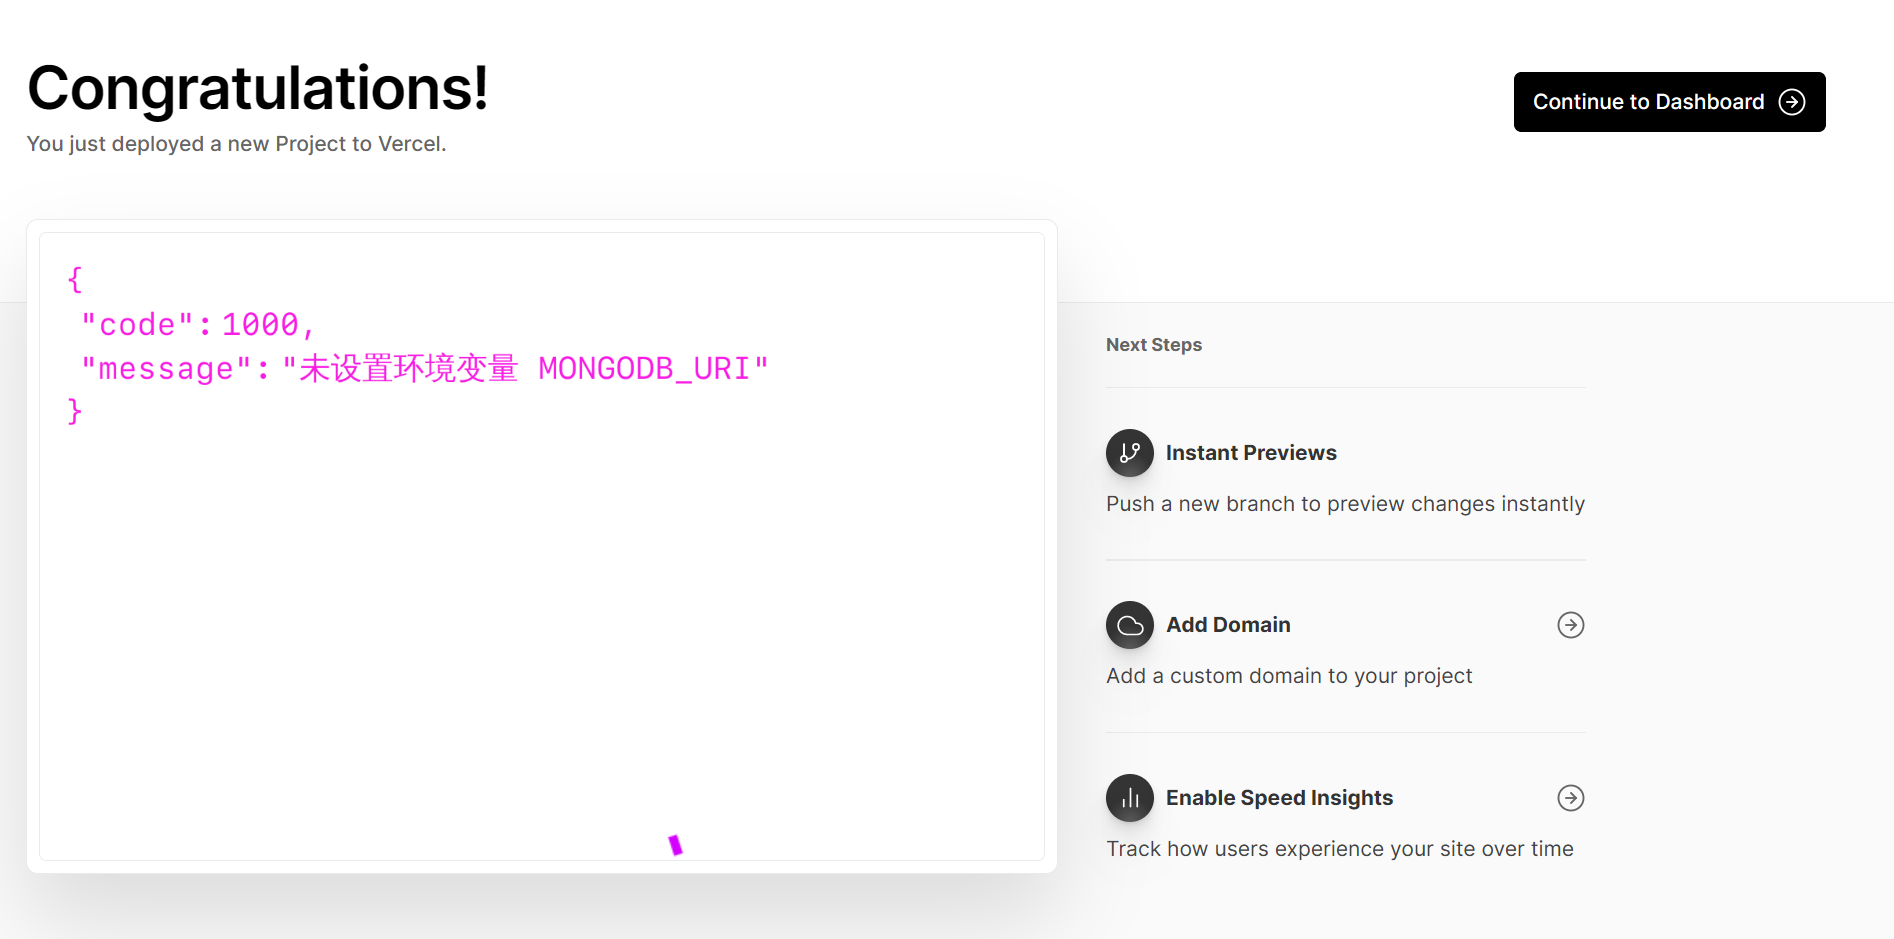 Congratulations!
You just deployed a new Project to Vercel.
Continue to Dashboard
{
"code": 1000,
"message": "未设置环境变量 MONGODB_URI"
}
Next Steps
Instant Previews
Push a new branch to preview changes instantly
Add Domain
Add a custom domain to your project
Enable Speed Insights
Track how users experience your site over time